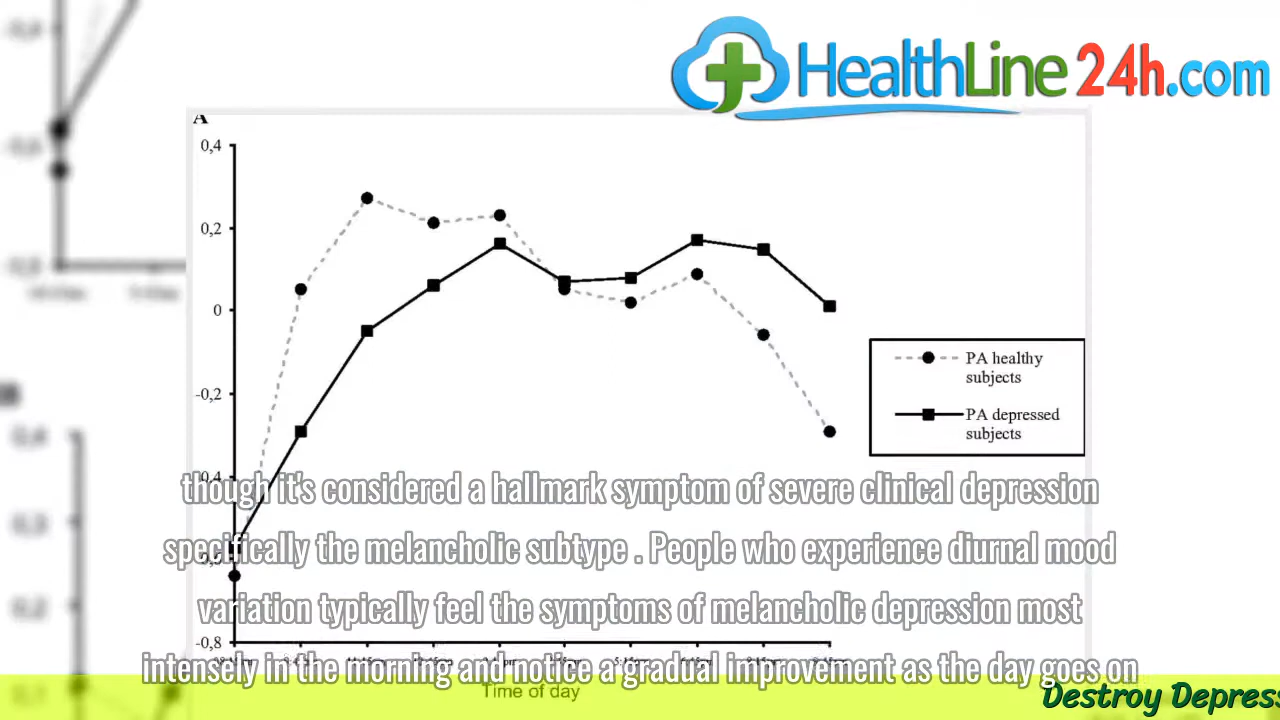 HealthLine24h.com
A
0,4
0,2
0
-0,2
-0,8
PA healthy
subjects
PA depressed
subjects
though it's considered a hallmark symptom of severe clinical depression
specifically the melancholic subtype . People who experience diurnal mood
variation typically feel the symptoms of melancholic depression most
intensely in the morning and notice a gradual improvement as the day goes on
Time of day
Destroy Depress